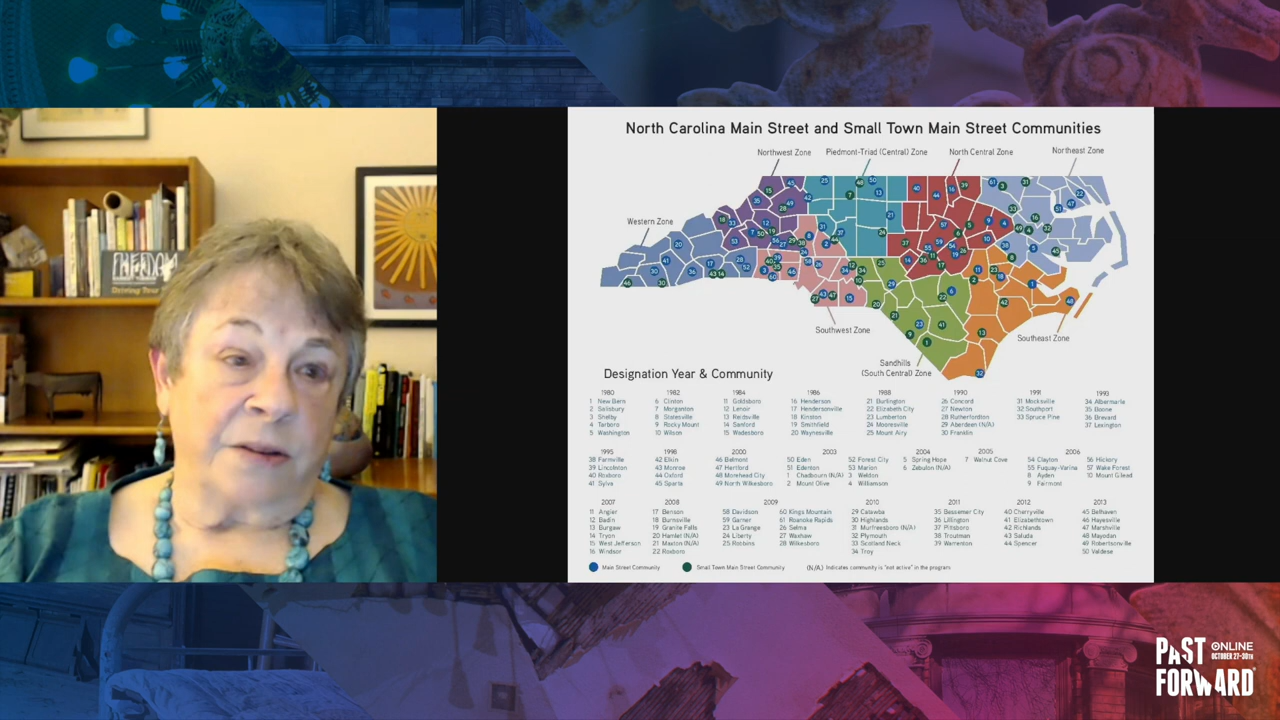 North Carolina Main Street and Small Town Main Street Communities
Northwest Zone
Piedmont-Triad (Central) Zone
North Central Zone
Northeast Zone
Western Zone
Southwest Zone
Sandhills
(South Central) Zone
Southeast Zone
Designation Year & Community
1980
1 New Bern
2 Salisbury
3 Shelby
4 Tarboro
5 Washington
1982
6 Clinton
7 Morganton
8 Statesville
9 Rocky Mount
10 Wilson
1984
11 Goldsboro
12 Lenoir
13 Reidsville
14 Sanford
15 Wadesboro
1986
16 Henderson
17 Hendersonville
18 Kinston
19 Smithfield
20 Waynesville
1988
21 Burlington
22 Elizabeth City
23 Lumberton
24 Mooresville
25 Mount Airy
1990
26 Concord
27 Newton
28 Rutherfordton
29 Aberdeen (N/A)
30 Franklin
1991
31 Mocksville
32 Southport
33 Spruce Pine
1993
34 Albemarle
35 Boone
36 Brevard
37 Lexington
1995
38 Farmville
39 Lincolnton
40 Roxboro
41 Sylva
1998
42 Elkin
43 Monroe
44 Oxford
45 Sparta
2000
46 Belmont
47 Hertford
48 Morehead City
49 North Wilkesboro
2003
50 Eden
51 Edenton
1 Chadbourn (N/A)
2 Mount Olive
2004
52 Forest City
53 Marion
3 Weldon
4 Williamston
5 Spring Hope
6 Zebulon (N/A)
2005
7 Walnut Cove
2006
54 Clayton
55 Fuquay-Varina
8 Ayden
9 Fairmont
56 Hickory
57 Wake Forest
10 Mount Gilead
2007
11 Angier
12 Badin
13 Burgaw
14 Tryon
15 West Jefferson
16 Windsor
2008
17 Benson
18 Burnsville
19 Granite Falls
20 Hamlet (N/A)
21 Maxton (N/A)
22 Roxboro
2009
58 Davidson
59 Garner
23 La Grange
24 Liberty
25 Robbins
60 Kings Mountain
61 Roanoke Rapids
26 Selma
27 Waxhaw
28 Wilkesboro
2010
29 Catawba
30 Highlands
31 Murfreesboro (N/A)
32 Plymouth
33 Scotland Neck
34 Troy
2011
35 Bessemer City
36 Lillington
37 Pittsboro
38 Troutman
39 Warrenton
2012
40 Cherryville
41 Elizabethtown
42 Richlands
43 Saluda
44 Spencer
2013
45 Belhaven
46 Hayesville
47 Marshville
48 Mayodan
49 Robersonville
50 Valdese
Main Street Community
Small Town Main Street Community
(N/A) Indicates community is "not active" in the program
PAST
FORWARD
ONLINE
OCTOBER 27-30TH